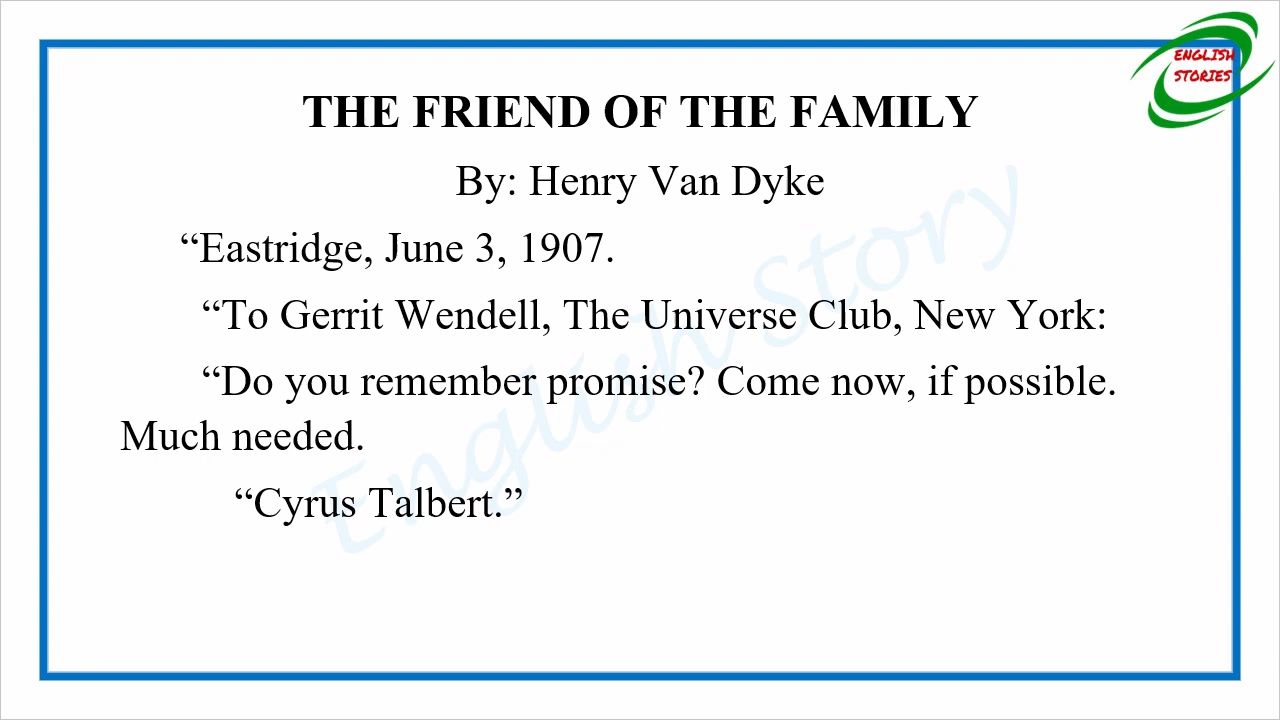 ENGLISH
STORIES
THE FRIEND OF THE FAMILY
By: Henry Van Dyke
“Eastridge, June 3, 1907.
“To Gerrit Wendell, The Universe Club, New York:
“Do you remember promise? Come now, if possible.
Much needed.
“Cyrus Talbert.”
English Story